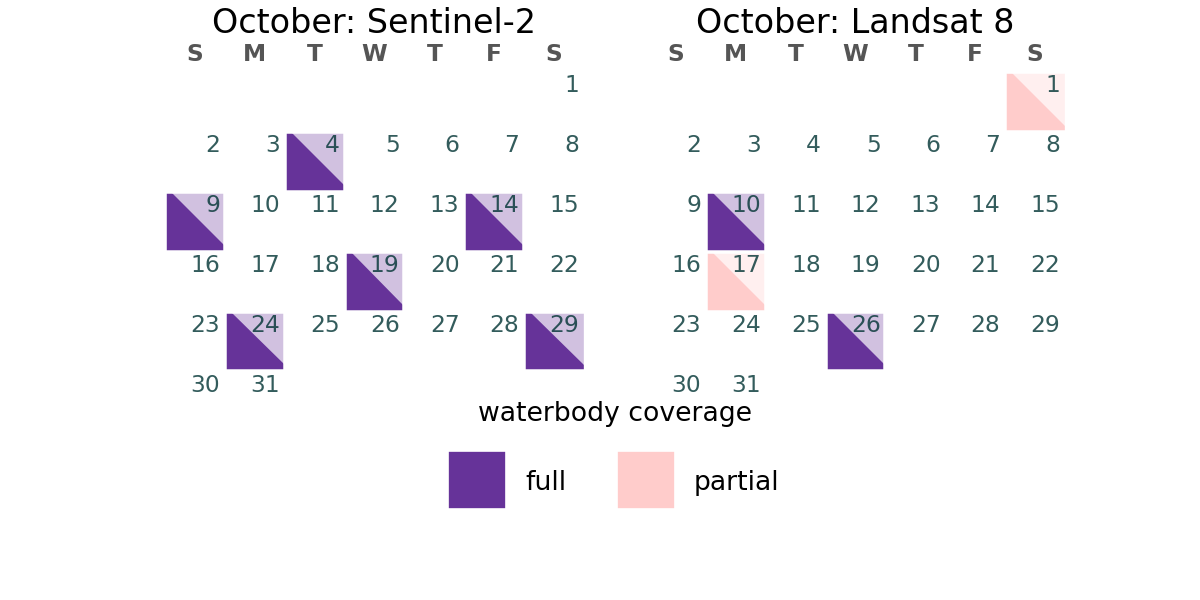 October: Sentinel-2
S M T W T F S
1
2 3 4 5 6 7 8
9 10 11 12 13 14 15
16 17 18 19 20 21 22
23 24 25 26 27 28 29
30 31
October: Landsat 8
S M T W T F S
1
2 3 4 5 6 7 8
9 10 11 12 13 14 15
16 17 18 19 20 21 22
23 24 25 26 27 28 29
30 31
waterbody coverage
full
partial